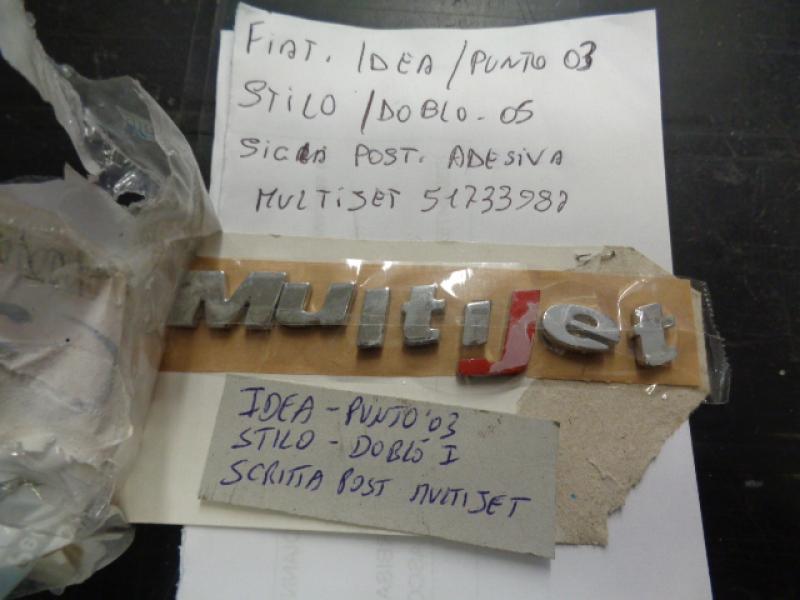 FIAT. IDEA / PUNTO 03
STILO / DOBLO - 05
SIGLA POST. ADESIVA
MULTIJET 51733982
MultiJet
IDEA - PUNTO '03
STILO - DOBLÒ I
SCRITTA POST MULTIJET